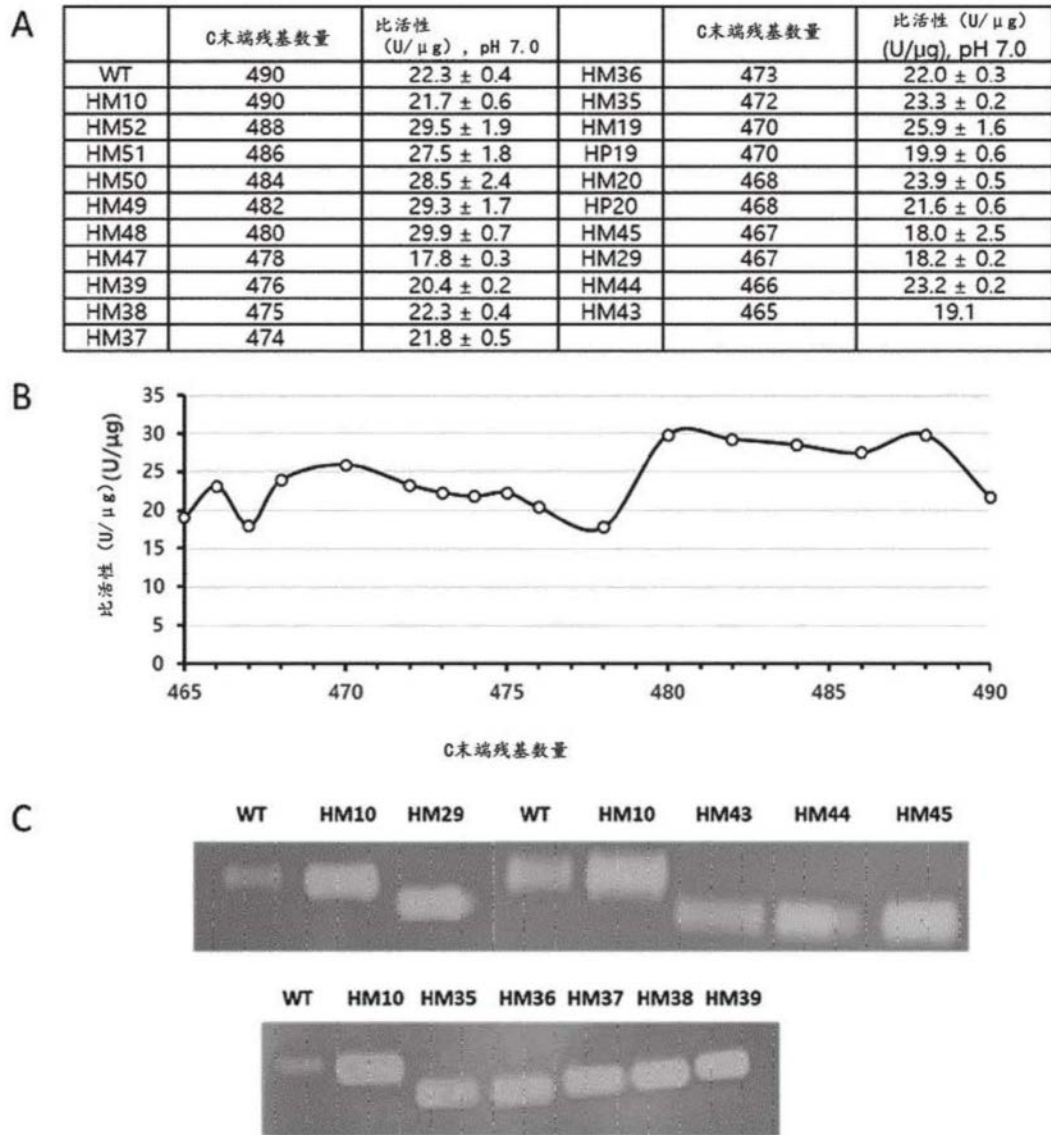 A
C末端残基数量 比活性 (U/μg), pH 7.0 C末端残基数量 比活性 (U/μg) (U/μg), pH 7.0
WT 490 22.3 ± 0.4 HM36 473 22.0 ± 0.3
HM10 490 21.7 ± 0.6 HM35 472 23.3 ± 0.2
HM52 488 29.5 ± 1.9 HM19 470 25.9 ± 1.6
HM51 486 27.5 ± 1.8 HP19 470 19.9 ± 0.6
HM50 484 28.5 ± 2.4 HM20 468 23.9 ± 0.5
HM49 482 29.3 ± 1.7 HP20 468 21.6 ± 0.6
HM48 480 29.9 ± 0.7 HM45 467 18.0 ± 2.5
HM47 478 17.8 ± 0.3 HM29 467 18.2 ± 0.2
HM39 476 20.4 ± 0.2 HM44 466 23.2 ± 0.2
HM38 475 22.3 ± 0.4 HM43 465 19.1
HM37 474 21.8 ± 0.5
B
比活性 (U/μg)(U/μg)
35
30
25
20
15
10
5
0
465 470 475 480 485 490
C末端残基数量
C
WT HM10 HM29 WT HM10 HM43 HM44 HM45
WT HM10 HM35 HM36 HM37 HM38 HM39